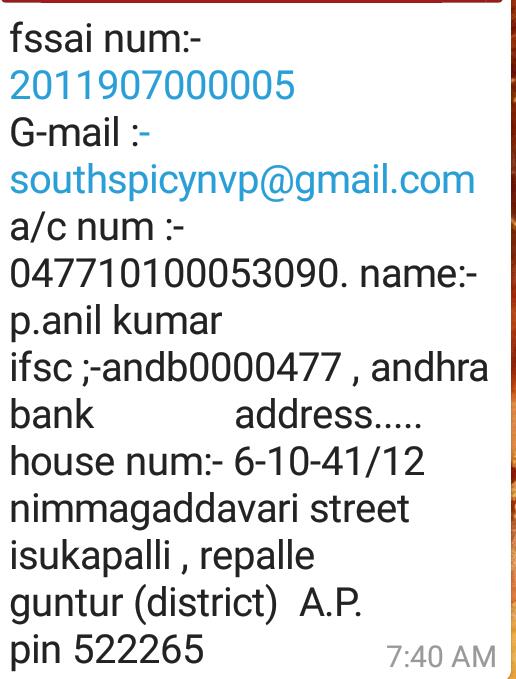 fssai num:-
2011907000005
G-mail :-
southspicynvp@gmail.com
a/c num :-
047710100053090. name:-
p.anil kumar
ifsc ;-andb0000477 , andhra
bank address.....
house num:- 6-10-41/12
nimmagaddavari street
isukapalli , repalle
guntur (district) A.P.
pin 522265
7:40 AM